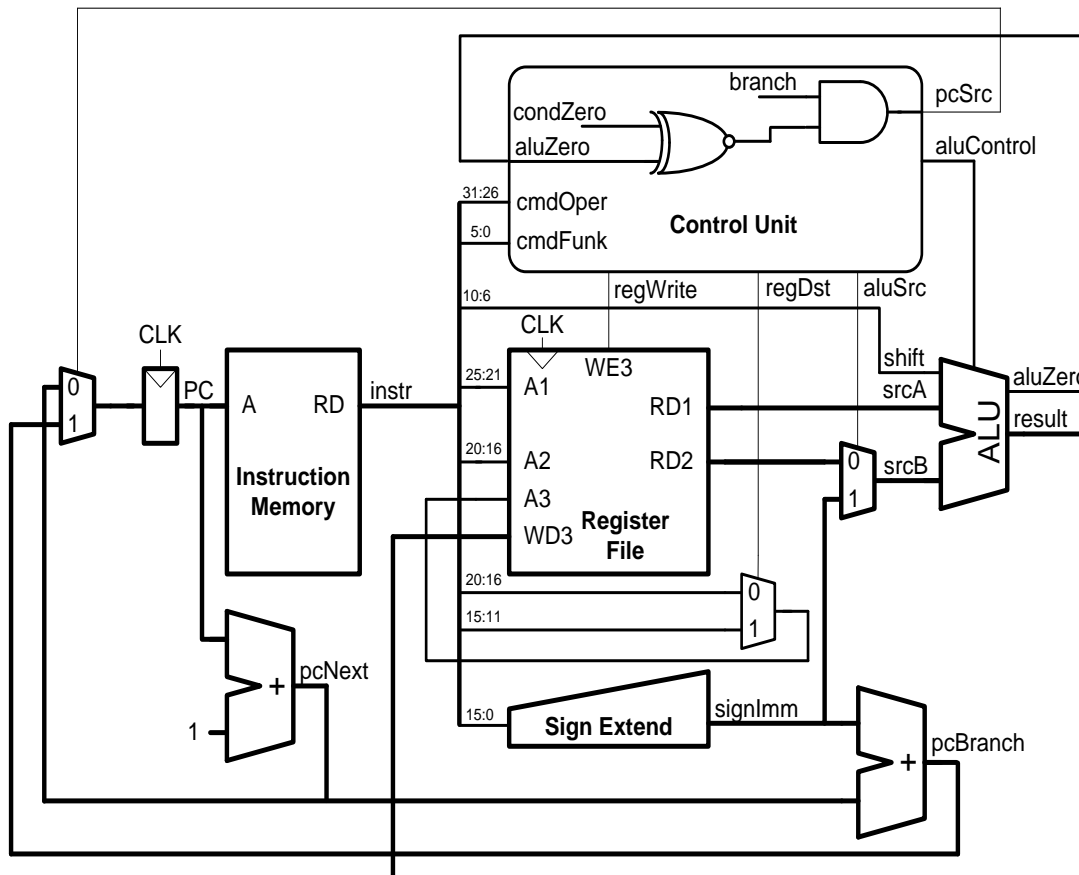 branch
pcSrc
condZero
aluControl
aluZero
31:26
cmdOper
Control Unit
5:0
cmdFunk
regWrite
regDst
aluSrc
10:6
CLK
CLK
shift
WE3
0
PC
instr
25:21
A1
srcA
aluZero
A
RD
RD1
1
result
ALU
20:16
A2
RD2
0
srcB
Instruction
Memory
A3
1
Register
File
WD3
20:16
0
15:11
1
pcNext
+
15:0
Sign Extend
signImm
1
pcBranch
+